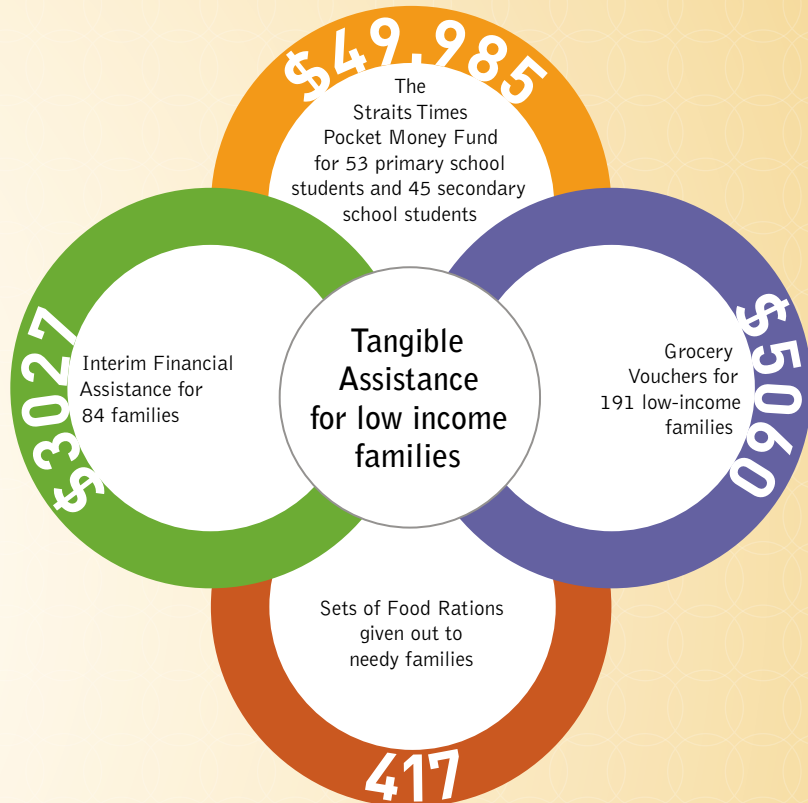 $49,985
The
Straits Times
Pocket Money Fund
for 53 primary school
students and 45 secondary
school students
$3027
Interim Financial
Assistance for
84 families
Tangible
Assistance
for low income
families
$5060
Grocery
Vouchers for
191 low-income
families
Sets of Food Rations
given out to
needy families
417